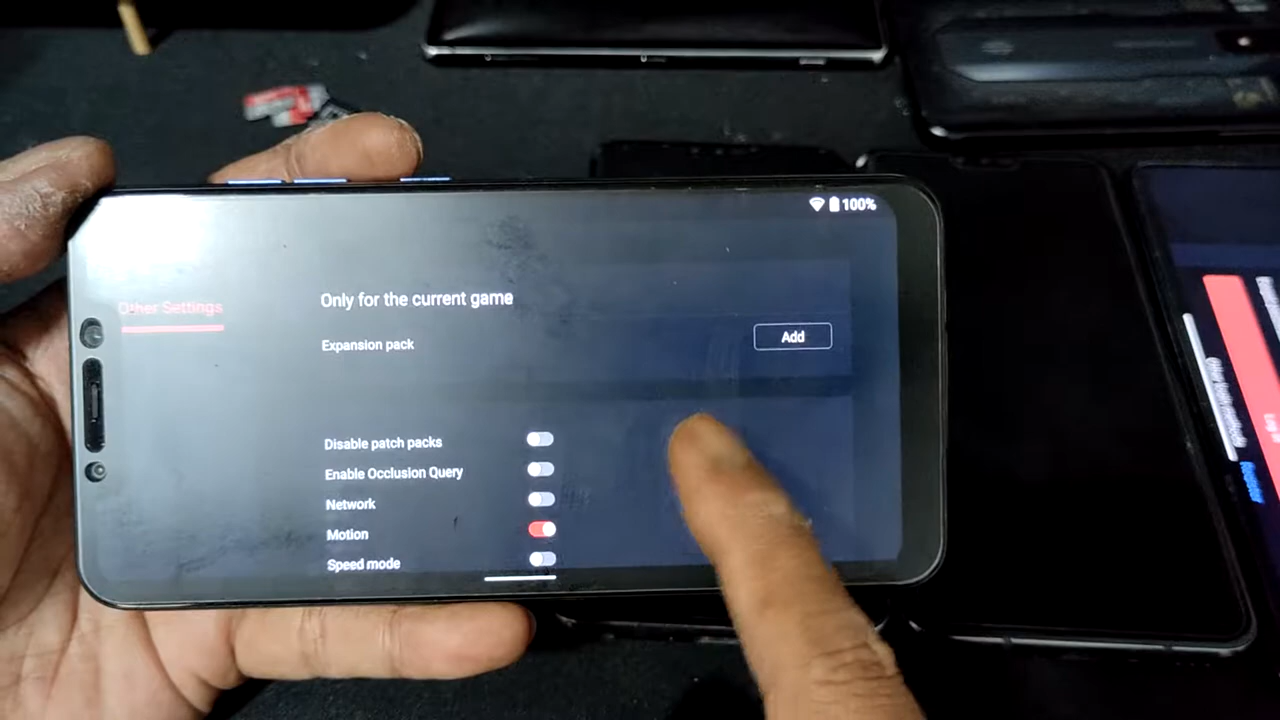 100%
Other Settings
Only for the current game
Expansion pack
Add
Disable patch packs
Enable Occlusion Query
Network
Motion
Speed mode